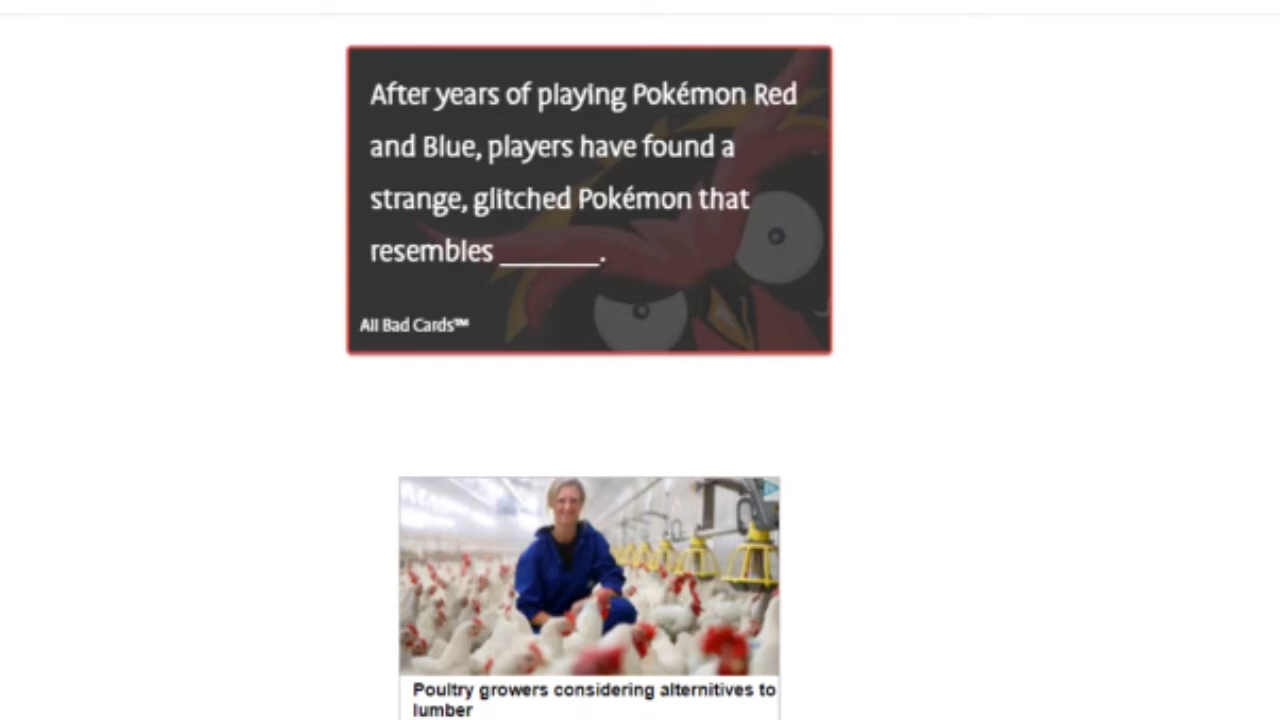 After years of playing Pokémon Red
and Blue, players have found a
strange, glitched Pokémon that
resembles _______.
All Bad Cards™
Poultry growers considering alternitives to
lumber